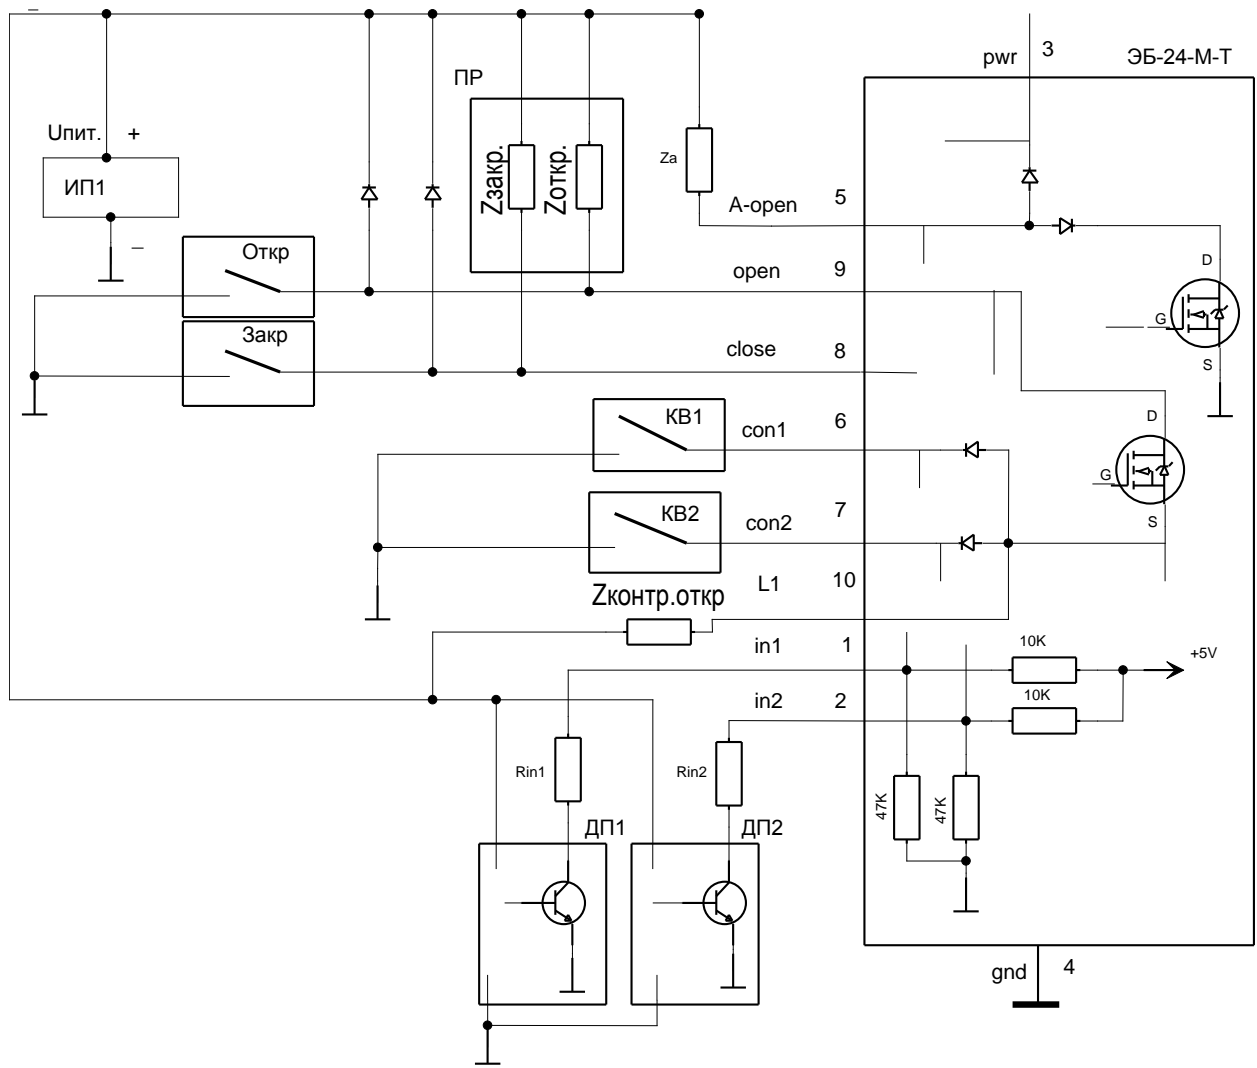 _
pwr 3 ЭБ-24-М-Т
ПР
Uпит. +
ИП1
Zзакр.
Zоткр.
Za
A-open 5
_
Откр
open 9
D
G
S
Закр
close 8
КВ1
con1 6
D
G
S
КВ2
con2 7
L1 10
Zконтр.откр
in1 1
10K
+5V
10K
in2 2
Rin1
Rin2
47K
47K
ДП1
ДП2
gnd 4